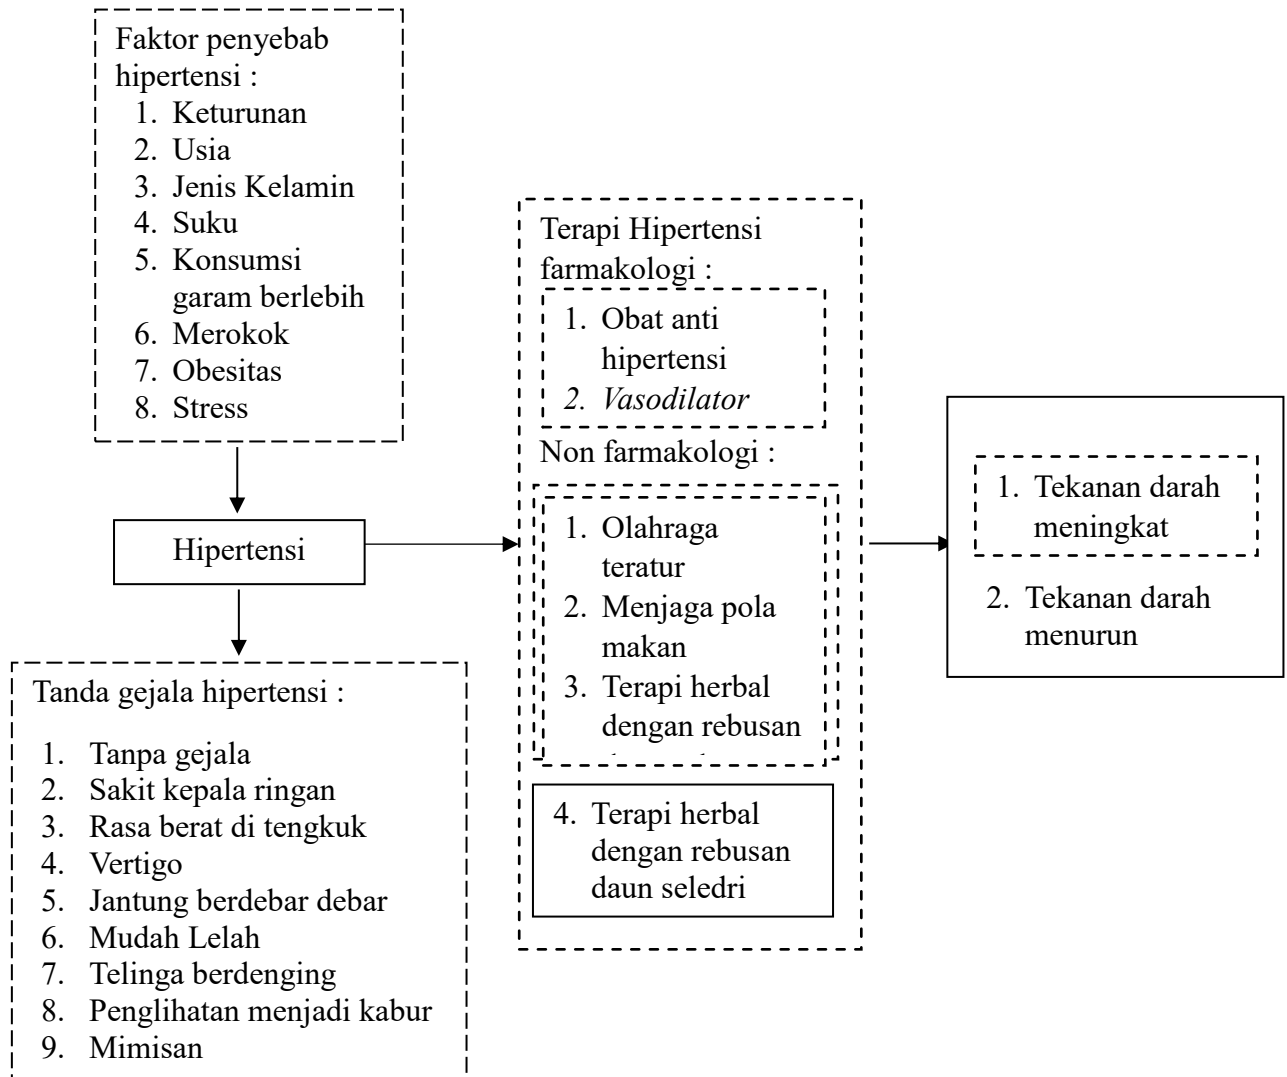 Faktor penyebab
hipertensi :
1. Keturunan
2. Usia
3. Jenis Kelamin
4. Suku
5. Konsumsi
garam berlebih
6. Merokok
7. Obesitas
8. Stress
Hipertensi
Tanda gejala hipertensi :
1. Tanpa gejala
2. Sakit kepala ringan
3. Rasa berat di tengkuk
4. Vertigo
5. Jantung berdebar debar
6. Mudah Lelah
7. Telinga berdenging
8. Penglihatan menjadi kabur
9. Mimisan
Terapi Hipertensi
farmakologi :
1. Obat anti
hipertensi
2. Vasodilator
Non farmakologi :
1. Olahraga
teratur
2. Menjaga pola
makan
3. Terapi herbal
dengan rebusan
4. Terapi herbal
dengan rebusan
daun seledri
1. Tekanan darah
meningkat
2. Tekanan darah
menurun